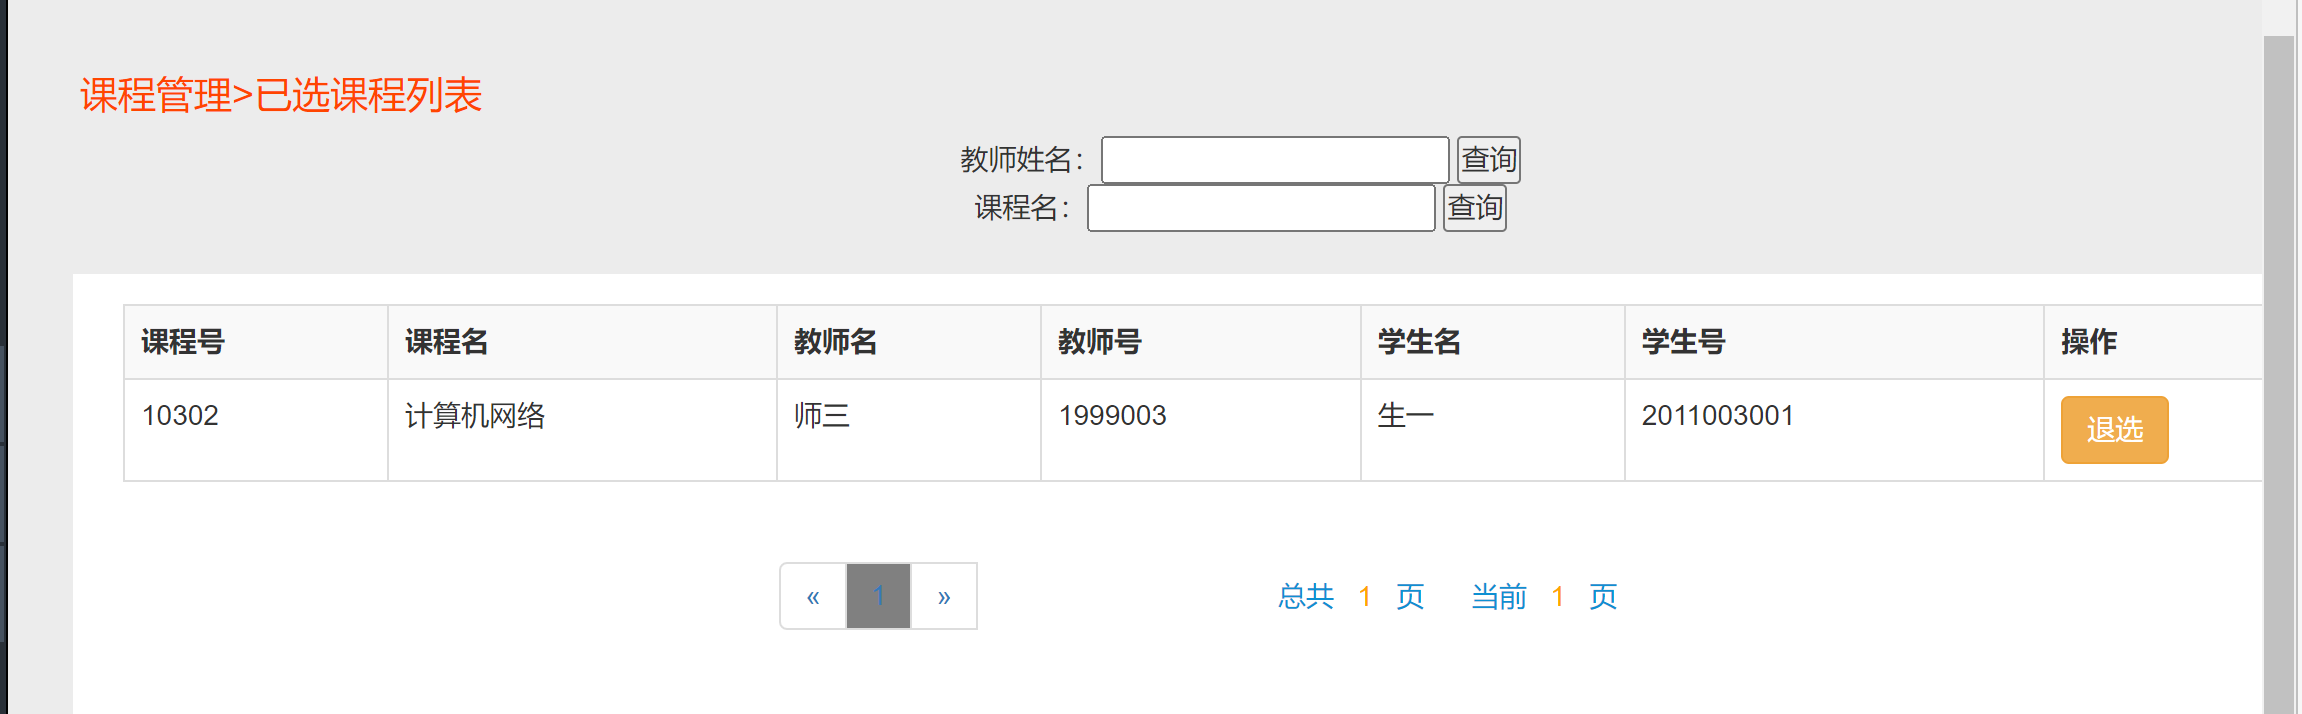 课程管理>已选课程列表
教师姓名： 查询
课程名： 查询
课程号 课程名 教师名 教师号 学生名 学生号 操作
10302 计算机网络 师三 1999003 生一 2011003001 退选
« 1 » 总共 1 页 当前 1 页